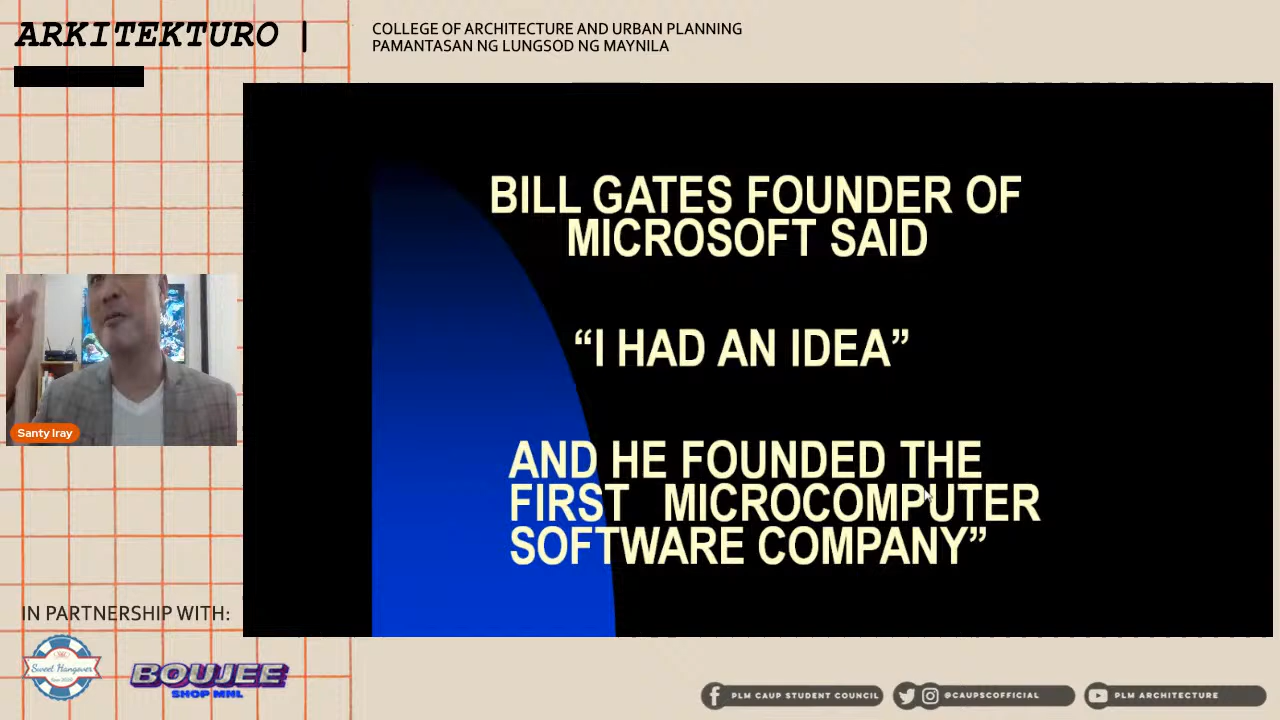 ARKITEKTURO |
COLLEGE OF ARCHITECTURE AND URBAN PLANNING
PAMANTASAN NG LUNGSOD NG MAYNILA
BILL GATES FOUNDER OF
MICROSOFT SAID
“I HAD AN IDEA”
AND HE FOUNDED THE
FIRST MICROCOMPUTER
SOFTWARE COMPANY”
Santy Iray
IN PARTNERSHIP WITH:
Sweet Hangover
BOUJEE
SHOP MNL
PLM CAUP STUDENT COUNCIL
@CAUPSCOFFICIAL
PLM ARCHITECTURE